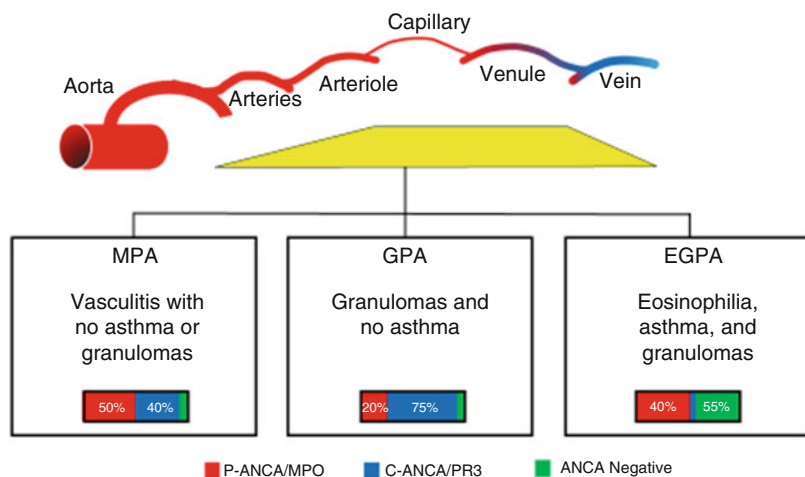 Capillary
Aorta
Arteries
Arteriole
Venule
Vein
MPA
Vasculitis with
no asthma or
granulomas
50% 40%
GPA
Granulomas and
no asthma
20% 75%
EGPA
Eosinophilia,
asthma, and
granulomas
40% 55%
P-ANCA/MPO C-ANCA/PR3 ANCA Negative